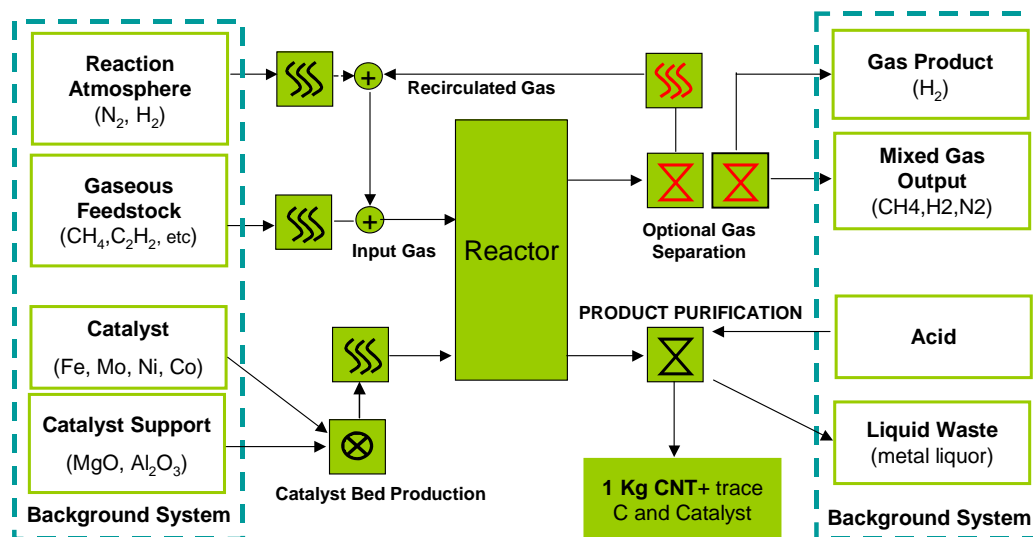 Reaction
Atmosphere
(N₂, H₂)
Gaseous
Feedstock
(CH₄,C₂H₂, etc)
Catalyst
(Fe, Mo, Ni, Co)
Catalyst Support
(MgO, Al₂O₃)
Background System
+
Recirculated Gas
+
Input Gas
Reactor
Catalyst Bed Production
Optional Gas
Separation
PRODUCT PURIFICATION
1 Kg CNT+ trace
C and Catalyst
Gas Product
(H₂)
Mixed Gas
Output
(CH4,H2,N2)
Acid
Liquid Waste
(metal liquor)
Background System